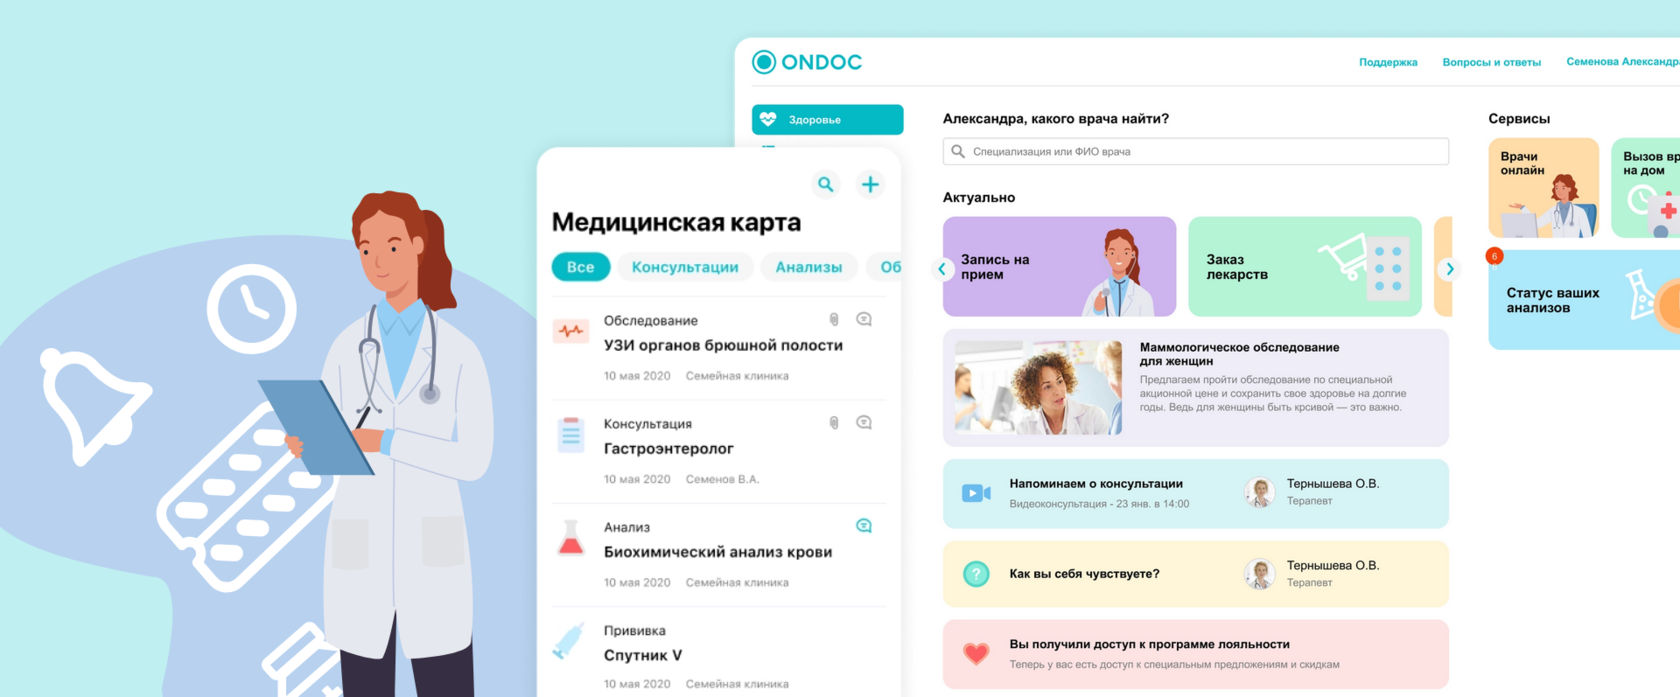 ONDOC
Поддержка
Вопросы и ответы
Семенова Александра
Здоровье
Александра, какого врача найти?
Специализация или ФИО врача
Актуально
Запись на
прием
Заказ
лекарств
Маммологическое обследование
для женщин
Предлагаем пройти обследование по специальной
акционной цене и сохранить свое здоровье на долгие
годы. Ведь для женщины быть крсивой — это важно.
Напоминаем о консультации
Видеоконсультация - 23 янв. в 14:00
Тернышева О.В.
Терапевт
Как вы себя чувствуете?
Тернышева О.В.
Терапевт
Вы получили доступ к программе лояльности
Теперь у вас есть доступ к специальным предложениям и скидкам
Сервисы
Врачи
онлайн
Вызов вр
на дом
6
Статус ваших
анализов
Медицинская карта
Все
Консультации
Анализы
Об
Обследование
УЗИ органов брюшной полости
10 мая 2020 Семейная клиника
Консультация
Гастроэнтеролог
10 мая 2020 Семенов В.А.
Анализ
Биохимический анализ крови
10 мая 2020 Семейная клиника
Прививка
Спутник V
10 мая 2020 Семейная клиника